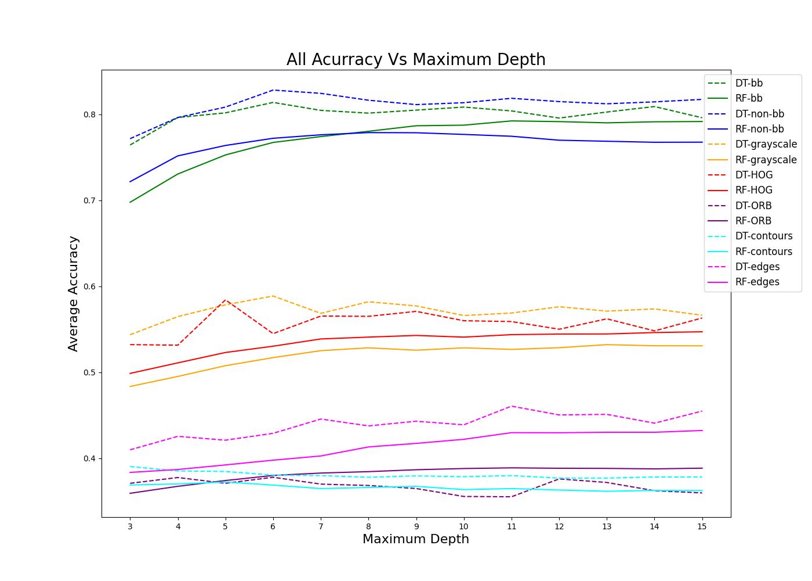 All Acurracy Vs Maximum Depth
Average Accuracy
0.8
0.7
0.6
0.5
0.4
3 4 5 6 7 8 9 10 11 12 13 14 15
Maximum Depth
DT-bb
RF-bb
DT-non-bb
RF-non-bb
DT-grayscale
RF-grayscale
DT-HOG
RF-HOG
DT-ORB
RF-ORB
DT-contours
RF-contours
DT-edges
RF-edges